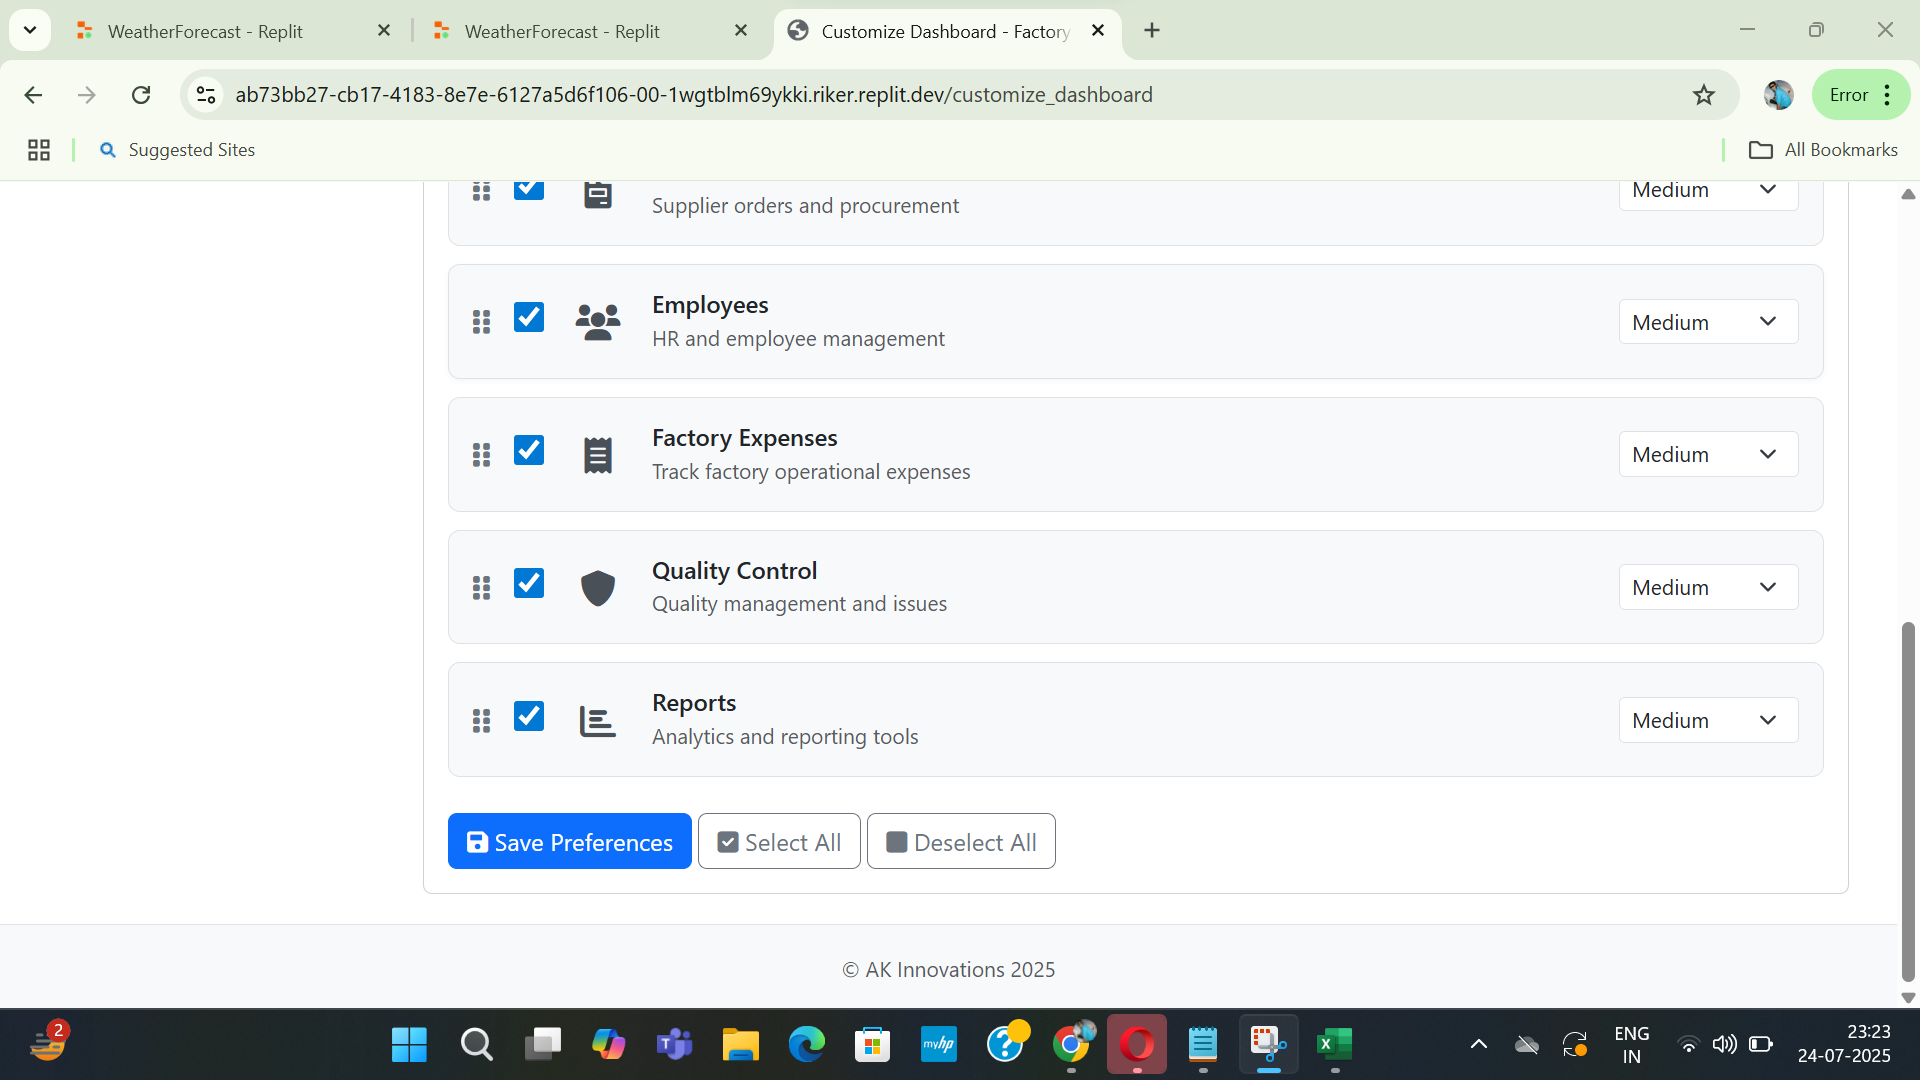 WeatherForecast - Replit
WeatherForecast - Replit
Customize Dashboard - Factory
ab73bb27-cb17-4183-8e7e-6127a5d6f106-00-1wgtblm69ykki.riker.replit.dev/customize_dashboard
Error
Suggested Sites
All Bookmarks
Medium
Supplier orders and procurement
Employees
HR and employee management
Medium
Factory Expenses
Track factory operational expenses
Medium
Quality Control
Quality management and issues
Medium
Reports
Analytics and reporting tools
Medium
Save Preferences
Select All
Deselect All
© AK Innovations 2025
2
myhp
ENG
IN
23:23
24-07-2025